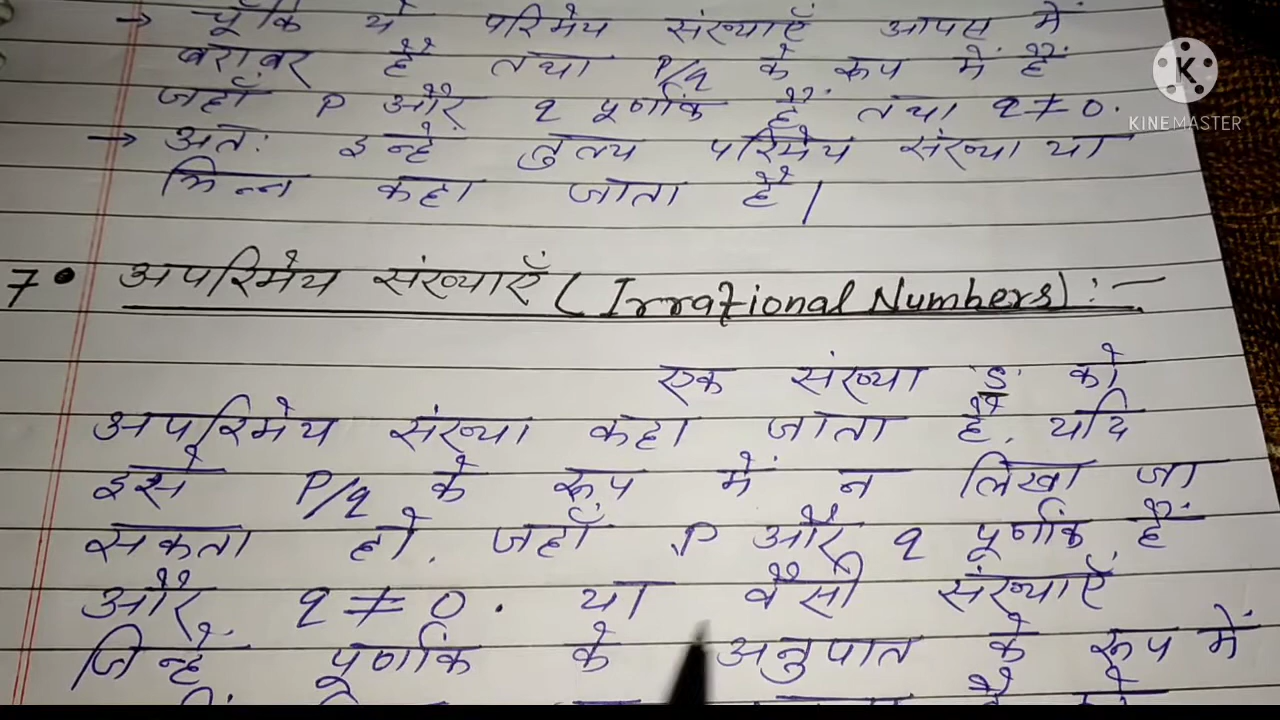 → चूँकि ये परिमेय संख्याएँ आपस में
बराबर हैं तथा P/q के रूप में हैं
जहाँ P और q पूर्णांक हैं तथा q ≠ 0.
→ अतः इन्हें तुल्य परिमेय संख्या या
भिन्न कहा जाता है।
7• अपरिमेय संख्याएँ (Irrational Numbers) :-
एक संख्या 'S' को
अपरिमेय संख्या कहा जाता है, यदि
इसे P/q के रूप में न लिखा जा
सकता हो, जहाँ P और q पूर्णांक हैं
और q ≠ 0. या वैसी संख्याएँ
जिन्हें पूर्णांक के अनुपात के रूप में
K
KINEMASTER